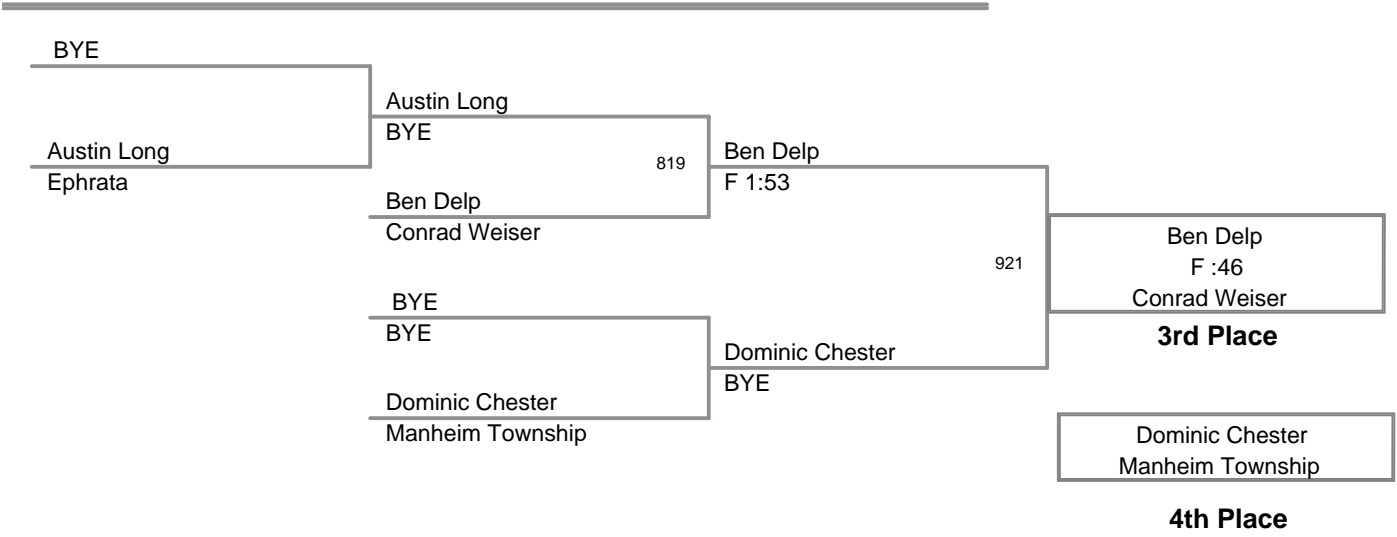 BYE
Austin Long
Ephrata
Austin Long
BYE
819
Ben Delp
Conrad Weiser
BYE
BYE
Dominic Chester
Manheim Township
Ben Delp
F 1:53
921
Dominic Chester
BYE
Ben Delp
F :46
Conrad Weiser
3rd Place
Dominic Chester
Manheim Township
4th Place